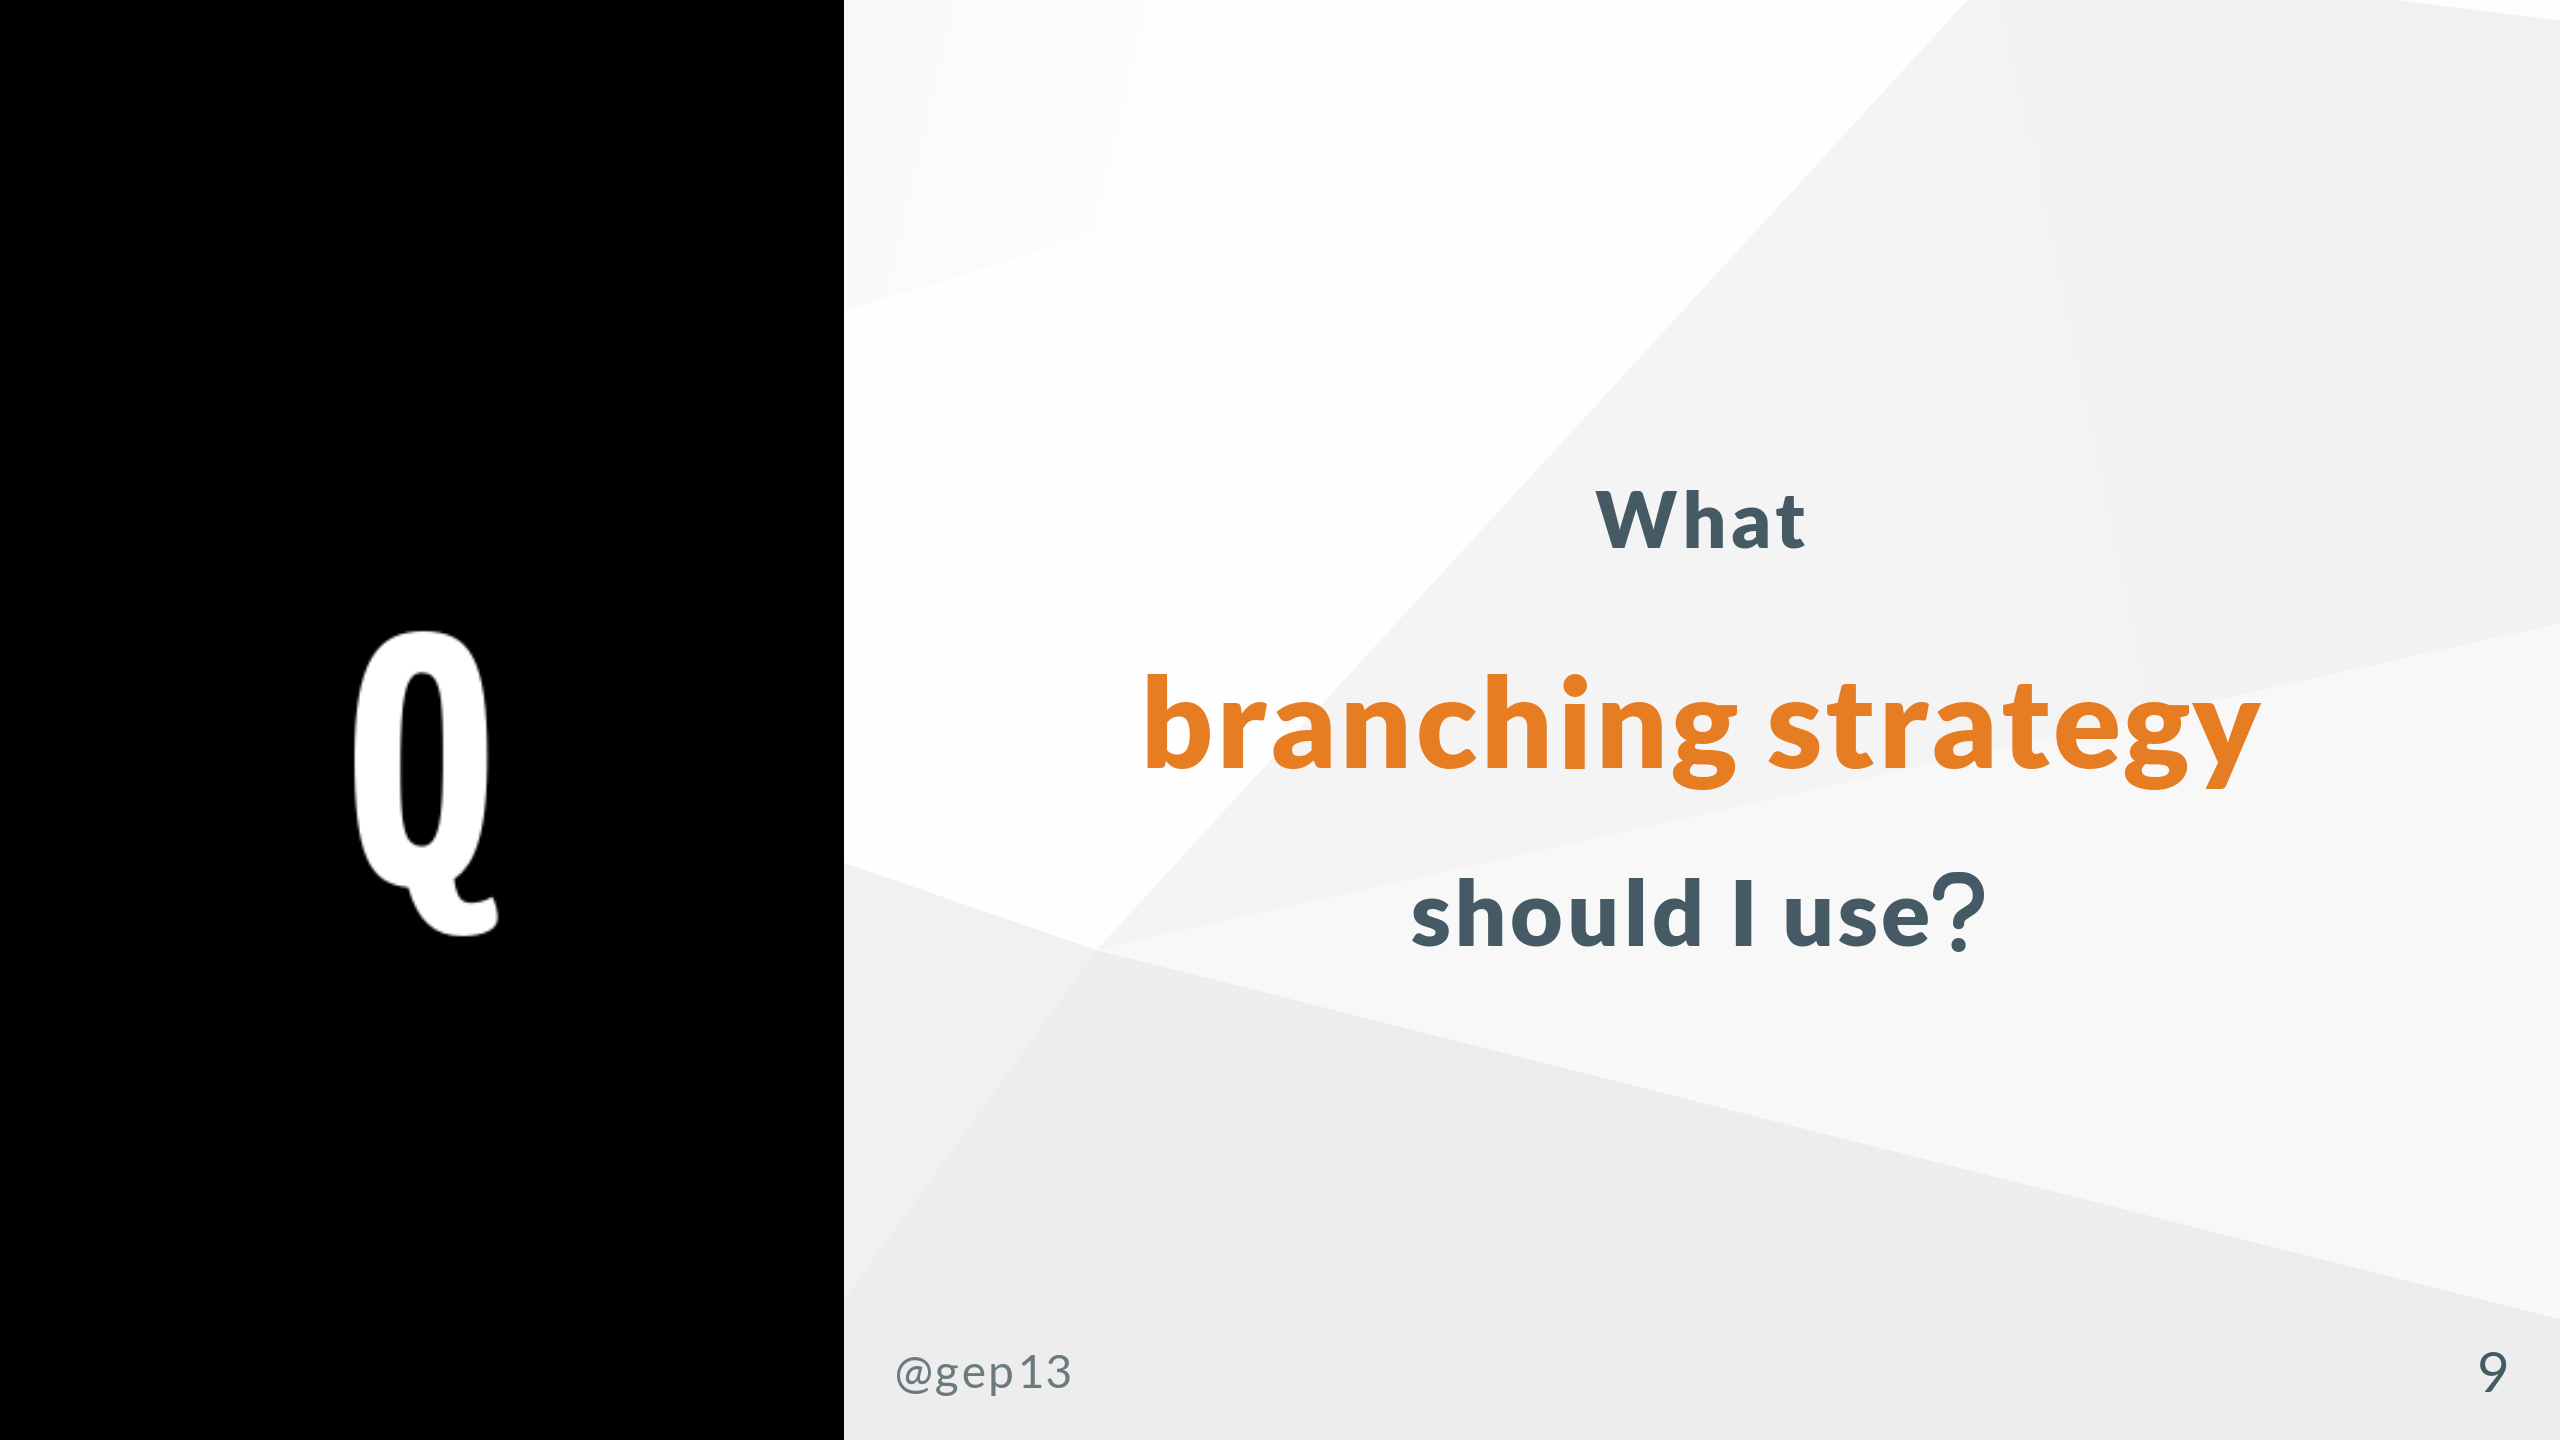 Q
What
branching strategy
should I use?
@gep13
9